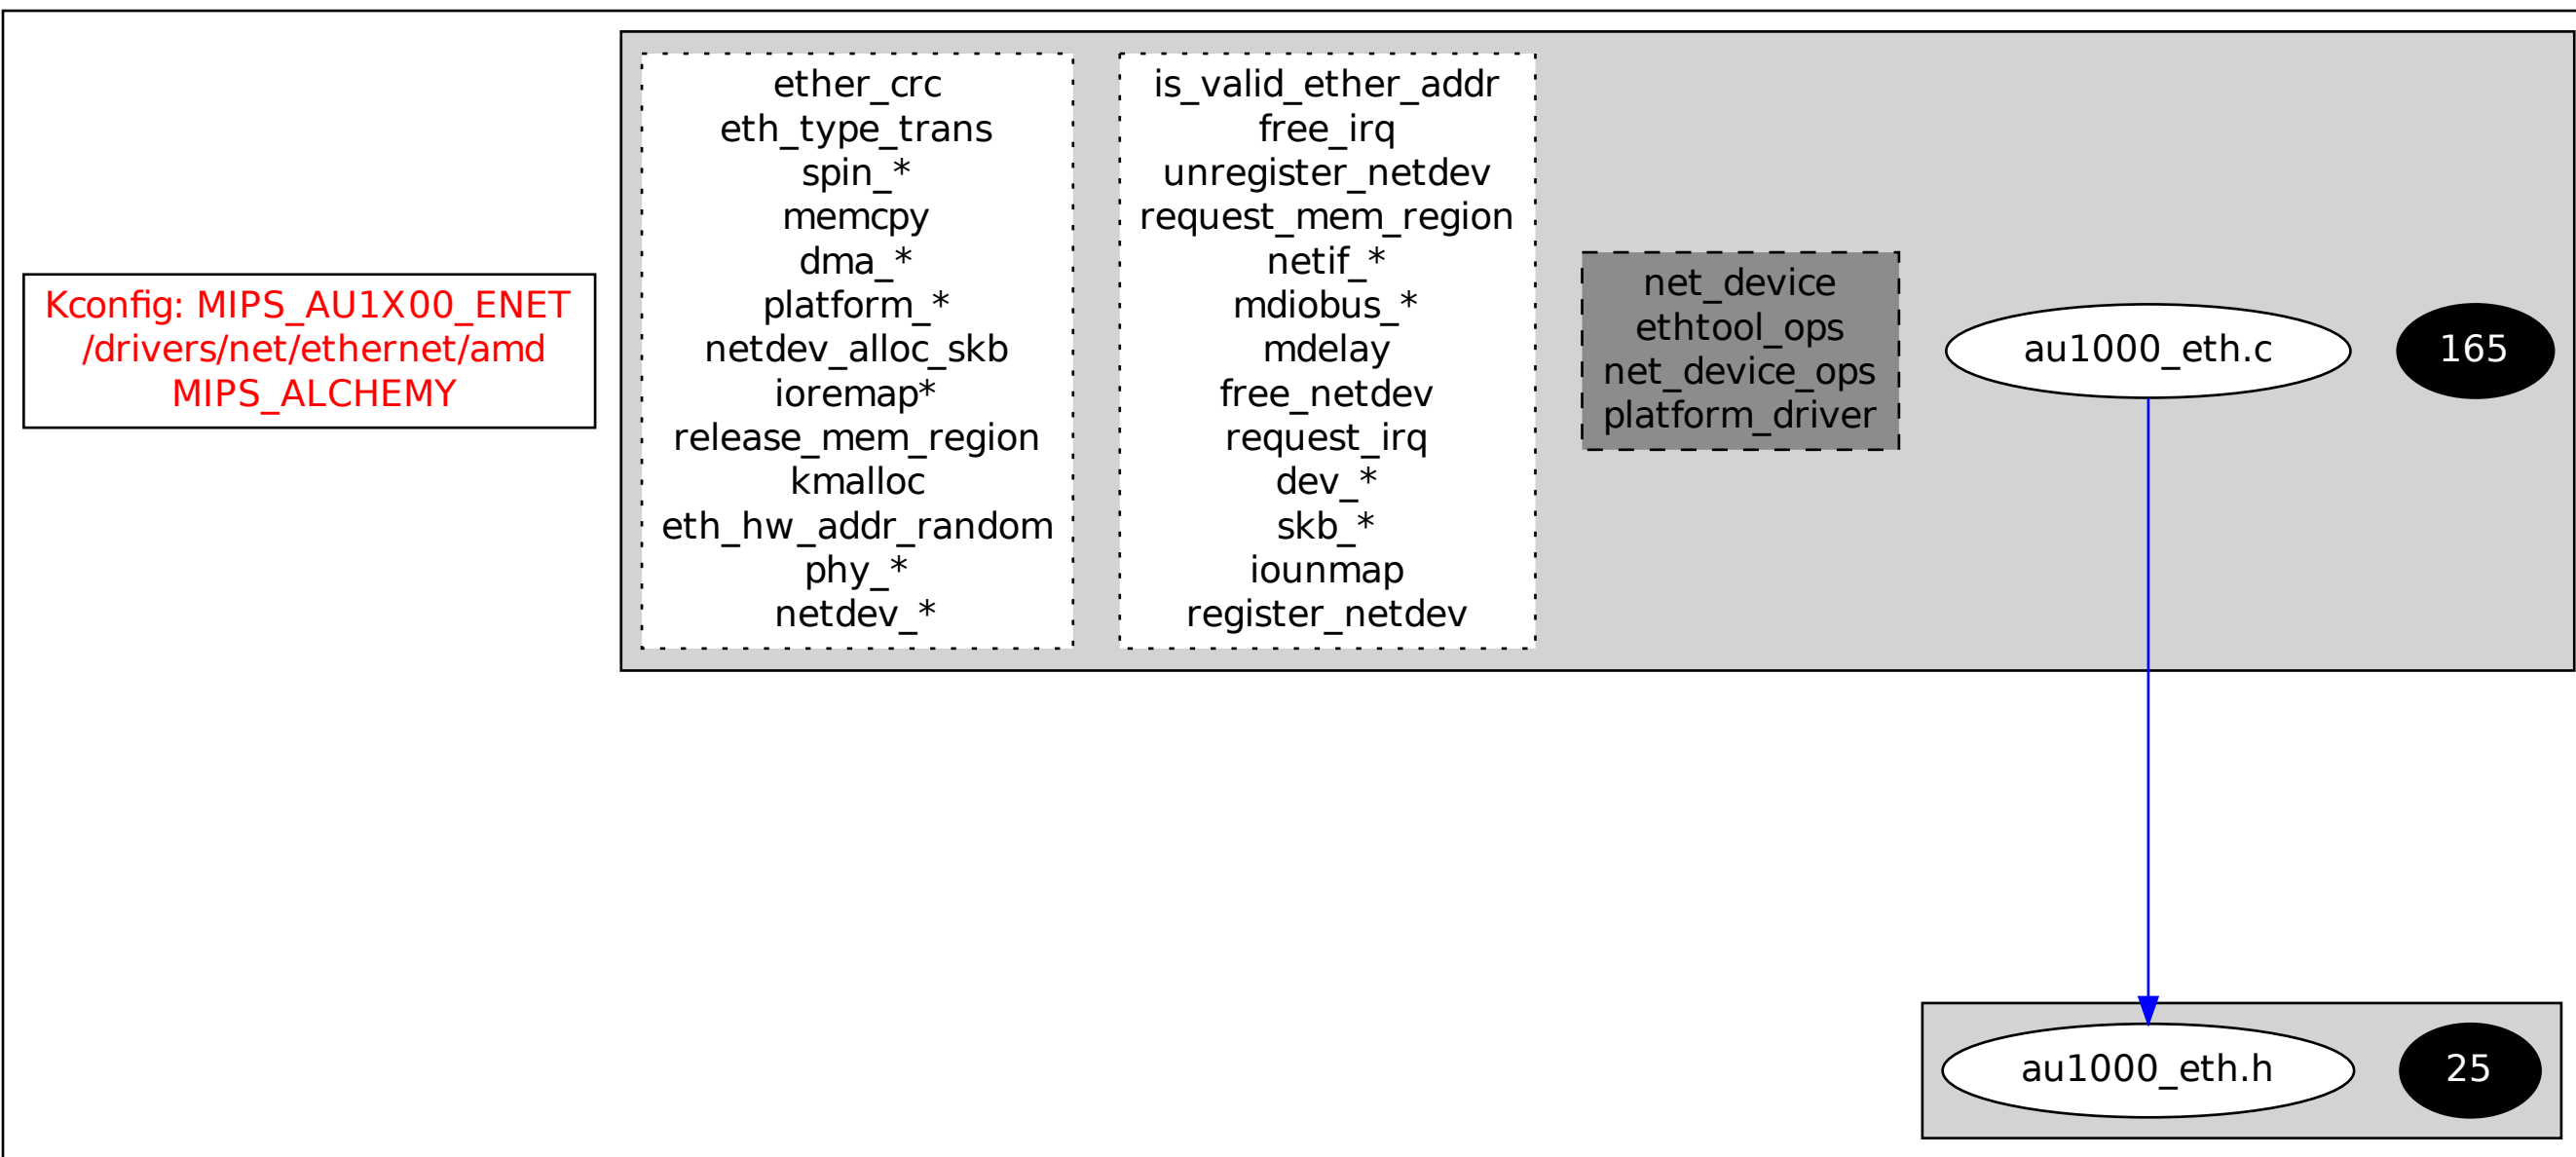 Kconfig: MIPS_AU1X00_ENET
/drivers/net/ethernet/amd
MIPS_ALCHEMY
ether_crc
eth_type_trans
spin_*
memcpy
dma_*
platform_*
netdev_alloc_skb
ioremap*
release_mem_region
kmalloc
eth_hw_addr_random
phy_*
netdev_*
is_valid_ether_addr
free_irq
unregister_netdev
request_mem_region
netif_*
mdiobus_*
mdelay
free_netdev
request_irq
dev_*
skb_*
iounmap
register_netdev
net_device
ethtool_ops
net_device_ops
platform_driver
au1000_eth.c
165
au1000_eth.h
25